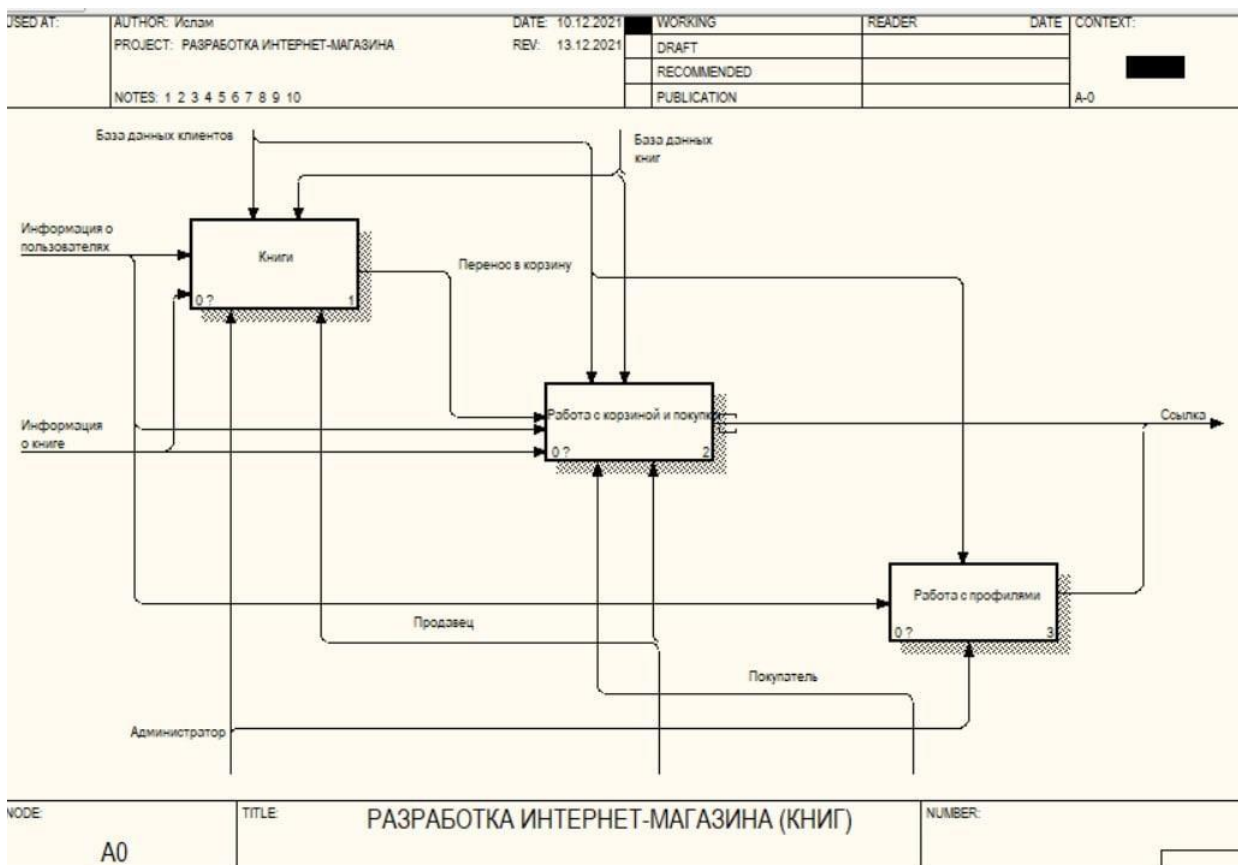 USED AT:
AUTHOR: Ислам
DATE: 10.12.2021
WORKING
READER
DATE
CONTEXT:
PROJECT: РАЗРАБОТКА ИНТЕРНЕТ-МАГАЗИНА
REV: 13.12.2021
DRAFT
RECOMMENDED
NOTES: 1 2 3 4 5 6 7 8 9 10
PUBLICATION
A-0
База данных клиентов
База данных
книг
Информация о
пользователях
Книги
0 ?
1
Перенос в корзину
Информация
о книге
Работа с корзиной и покупк
0 ?
2
Ссылка
Работа с профилями
0 ?
3
Продавец
Покупатель
Администратор
NODE:
A0
TITLE:
РАЗРАБОТКА ИНТЕРНЕТ-МАГАЗИНА (КНИГ)
NUMBER: